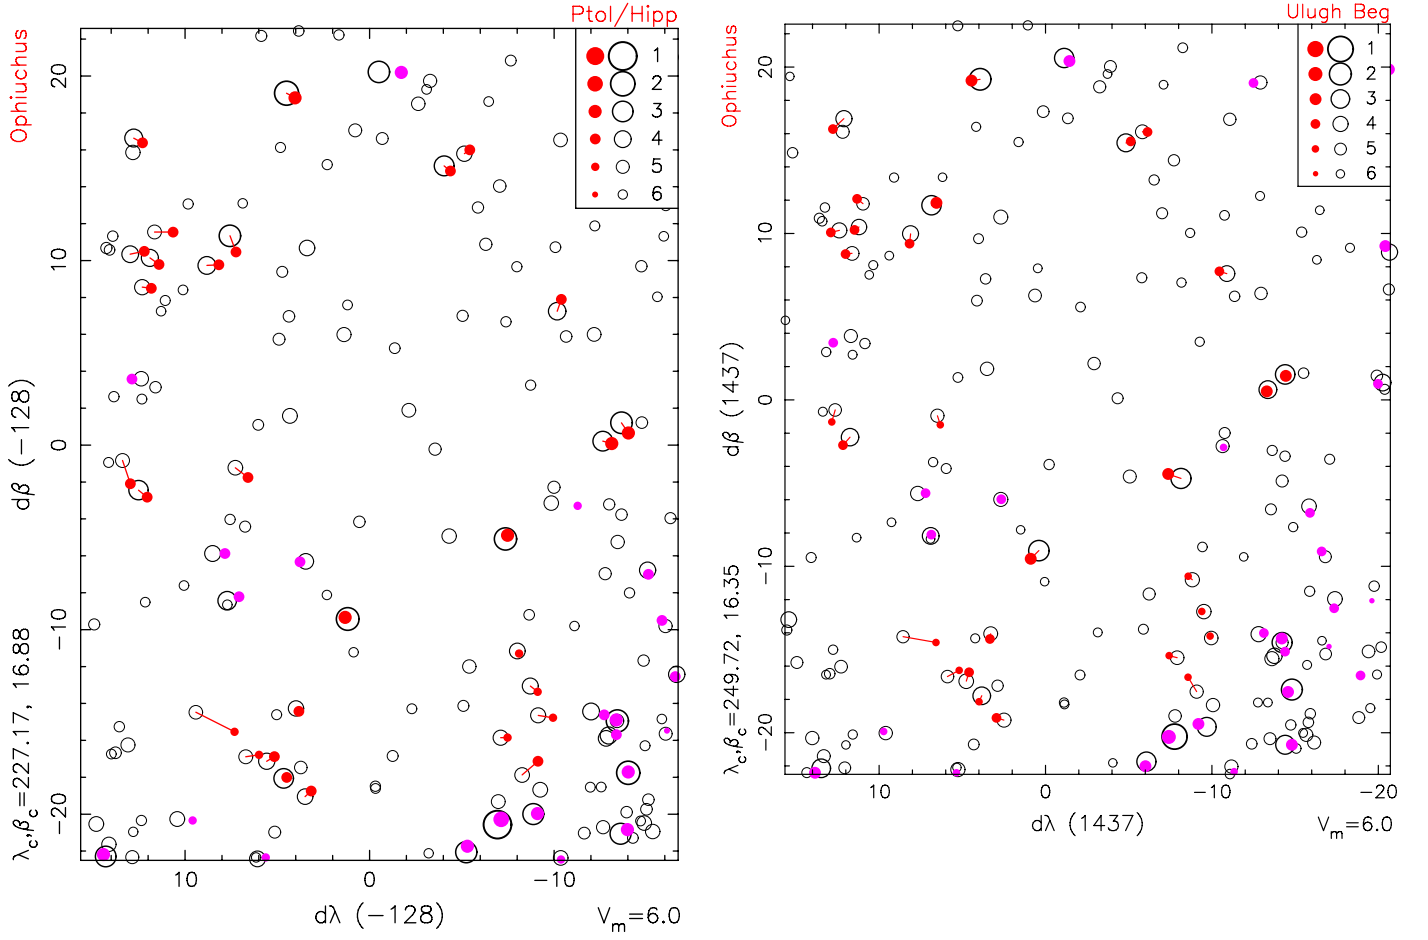 Ptol/Hipp
Ophiuchus
1
2
3
4
5
6
20
10
0
−10
−20
dβ (−128)
λc,βc=227.17, 16.88
10
0
−10
dλ (−128)
Vm=6.0
Ulugh Beg
Ophiuchus
1
2
3
4
5
6
20
10
0
−10
−20
dβ (1437)
λc,βc=249.72, 16.35
10
0
−10
−20
dλ (1437)
Vm=6.0